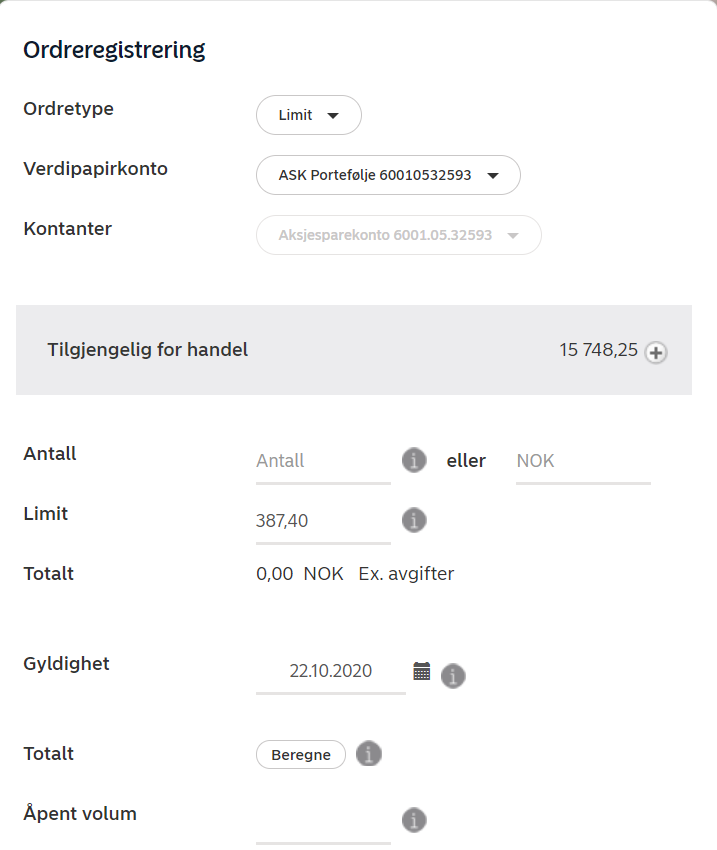 Ordreregistrering
Ordretype Limit
Verdipapirkonto ASK Portefølje 60010532593
Kontanter Aksjesparekonto 6001.05.32593
Tilgjengelig for handel 15 748,25
Antall Antall eller NOK
Limit 387,40
Totalt 0,00 NOK Ex. avgifter
Gyldighet 22.10.2020
Totalt Beregne
Åpent volum